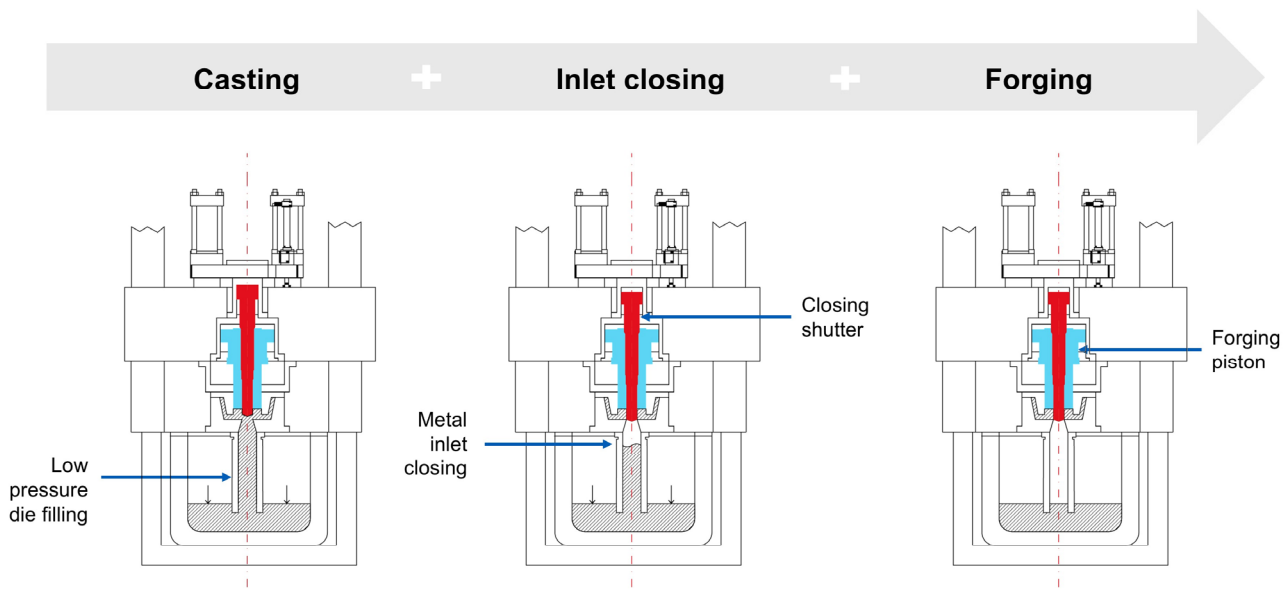 Casting
Inlet closing
Forging
Low
pressure
die filling
Metal
inlet
closing
Closing
shutter
Forging
piston